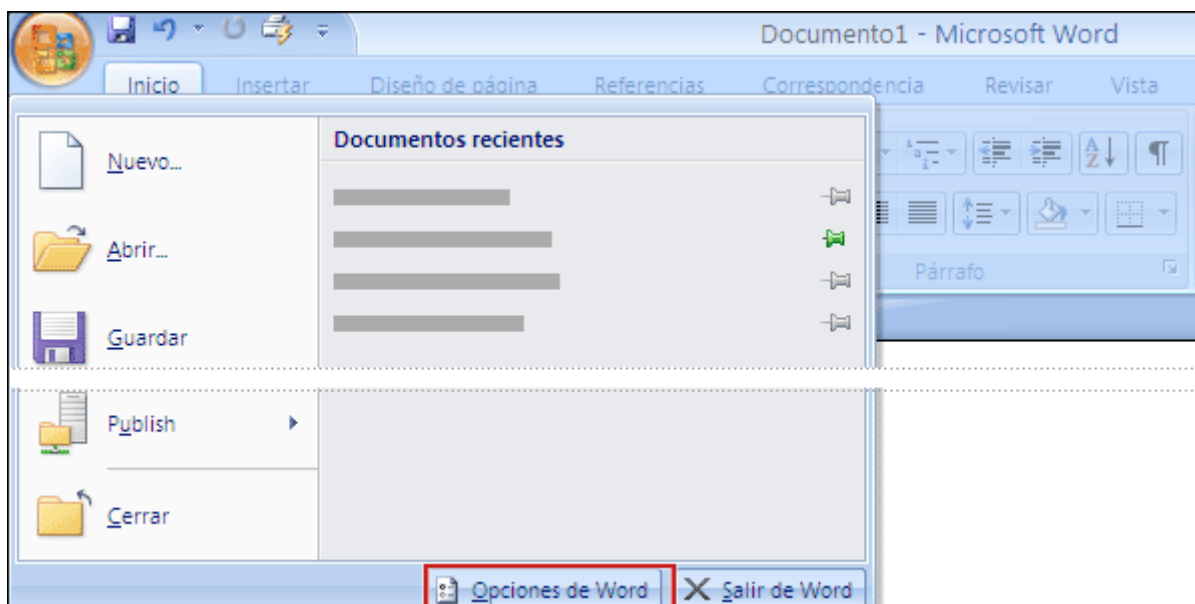 Documento1 - Microsoft Word
Inicio Insertar Diseño de página Referencias Correspondencia Revisar Vista
Documentos recientes
Nuevo...
Abrir...
Guardar
Párrafo
Publish
Cerrar
Opciones de Word Salir de Word